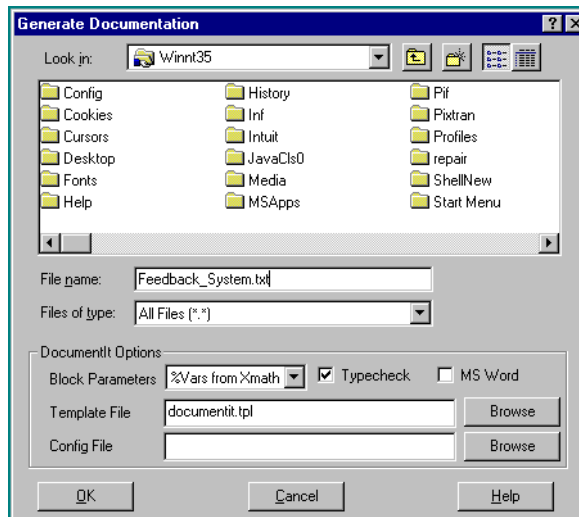 Generate Documentation
Look in: Winnt35
Config History Pif
Cookies Inf Pixtran
Cursors Intuit Profiles
Desktop JavaCls0 repair
Fonts Media ShellNew
Help MSApps Start Menu
File name: Feedback_System.txt
Files of type: All Files (*.*)
DocumentIt Options
Block Parameters %Vars from Xmath Typecheck MS Word
Template File documentit.tpl Browse
Config File Browse
OK Cancel Help